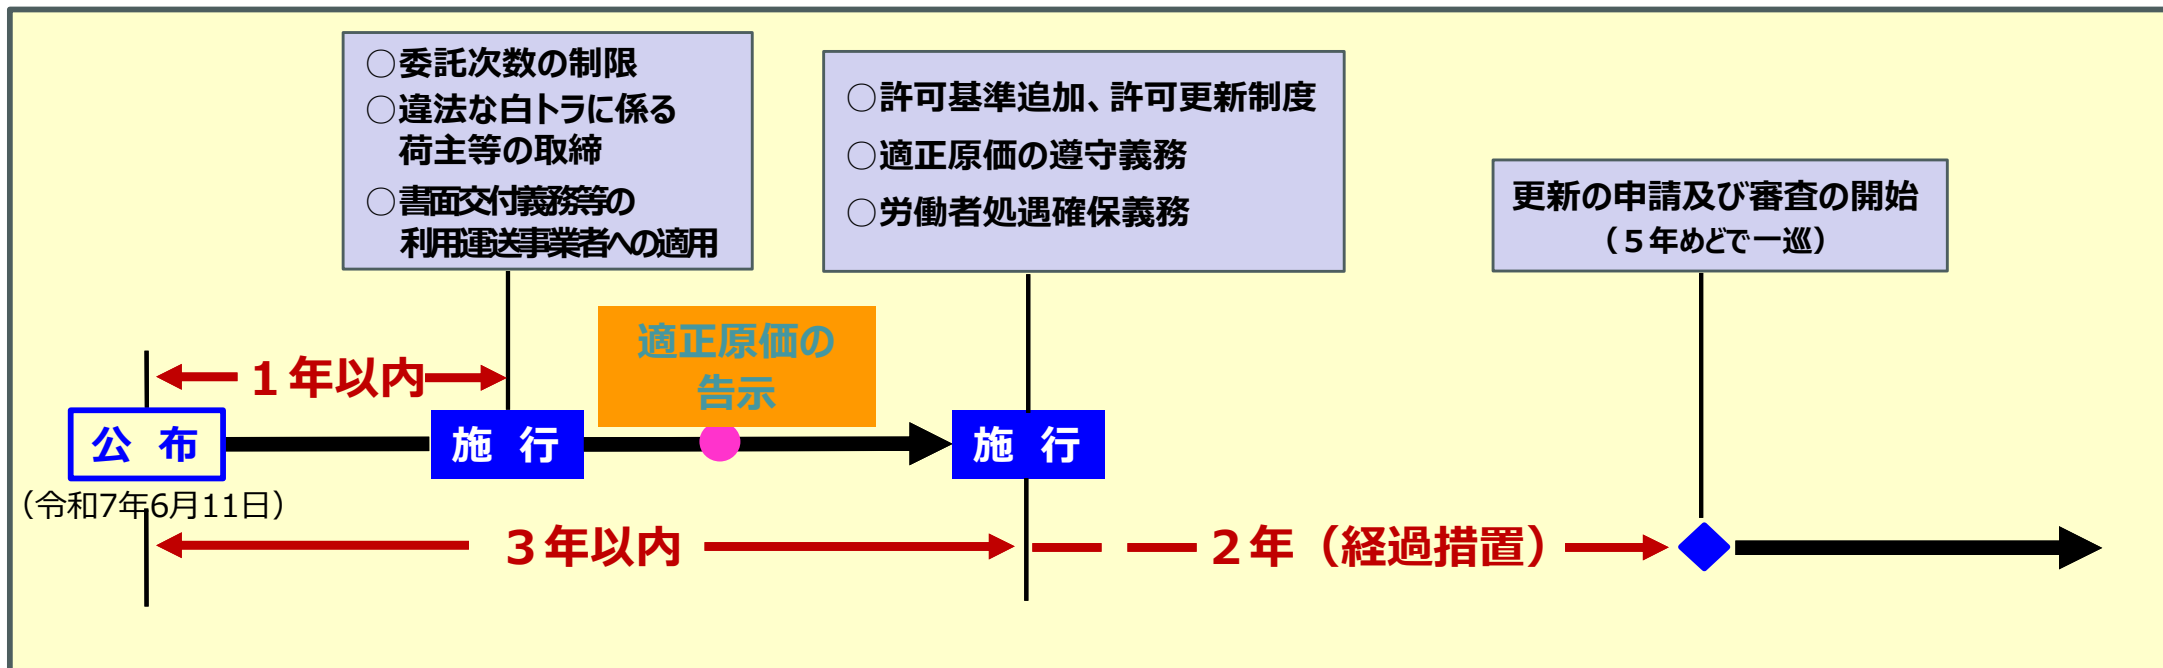 ○委託次数の制限
○違法な白トラに係る
荷主等の取締
○書面交付義務等の
利用運送事業者への適用
○許可基準追加、許可更新制度
○適正原価の遵守義務
○労働者処遇確保義務
更新の申請及び審査の開始
（５年めどで一巡）
適正原価の
告示
１年以内
公 布
施 行
施 行
（令和7年6月11日）
３年以内
２年（経過措置）